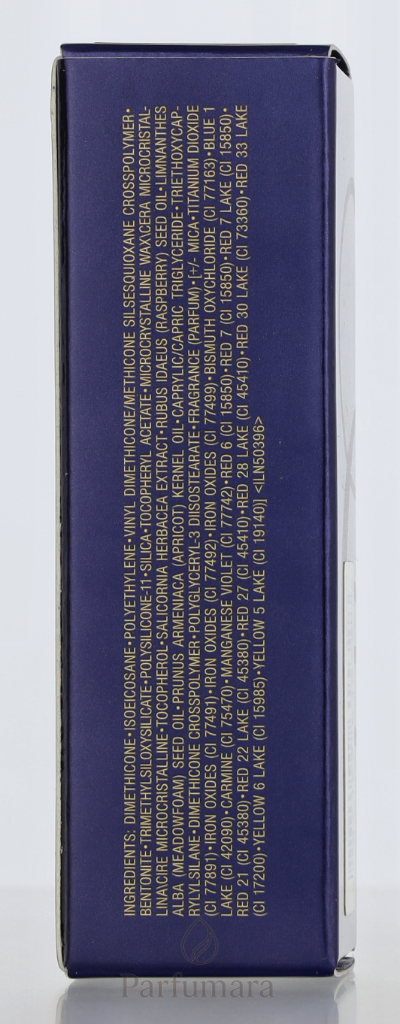 INGREDIENTS: DIMETHICONE•ISOEICOSANE•POLYETHYLENE•VINYL DIMETHICONE/METHICONE SILSESQUIOXANE CROSSPOLYMER•
BENTONITE•TRIMETHYLSILOXYSILICATE•POLYSILICONE-11•SILICA•TOCOPHERYL ACETATE•MICROCRYSTALLINE WAX\CERA MICROCRISTAL-
LINA\CIRE MICROCRISTALLINE•TOCOPHEROL•SALICORNIA HERBACEA EXTRACT•RUBUS IDAEUS (RASPBERRY) SEED OIL•LIMNANTHES
ALBA (MEADOWFOAM) SEED OIL•PRUNUS ARMENIACA (APRICOT) KERNEL OIL•CAPRYLIC/CAPRIC TRIGLYCERIDE•TRIETHOXYCAP-
RYLYLSILANE•DIMETHICONE CROSSPOLYMER•POLYGLYCERYL-3 DIISOSTEARATE•FRAGRANCE (PARFUM)•[+/- MICA•TITANIUM DIOXIDE
(CI 77891)•IRON OXIDES (CI 77491)•IRON OXIDES (CI 77492)•IRON OXIDES (CI 77499)•BISMUTH OXYCHLORIDE (CI 77163)•BLUE 1
LAKE (CI 42090)•CARMINE (CI 75470)•MANGANESE VIOLET (CI 77742)•RED 6 (CI 15850)•RED 7 (CI 15850)•RED 7 LAKE (CI 15850)•
RED 21 (CI 45380)•RED 22 LAKE (CI 45380)•RED 27 (CI 45410)•RED 28 LAKE (CI 45410)•RED 30 LAKE (CI 73360)•RED 33 LAKE
(CI 17200)•YELLOW 6 LAKE (CI 15985)•YELLOW 5 LAKE (CI 19140)] <ILN50396>
Parfumara